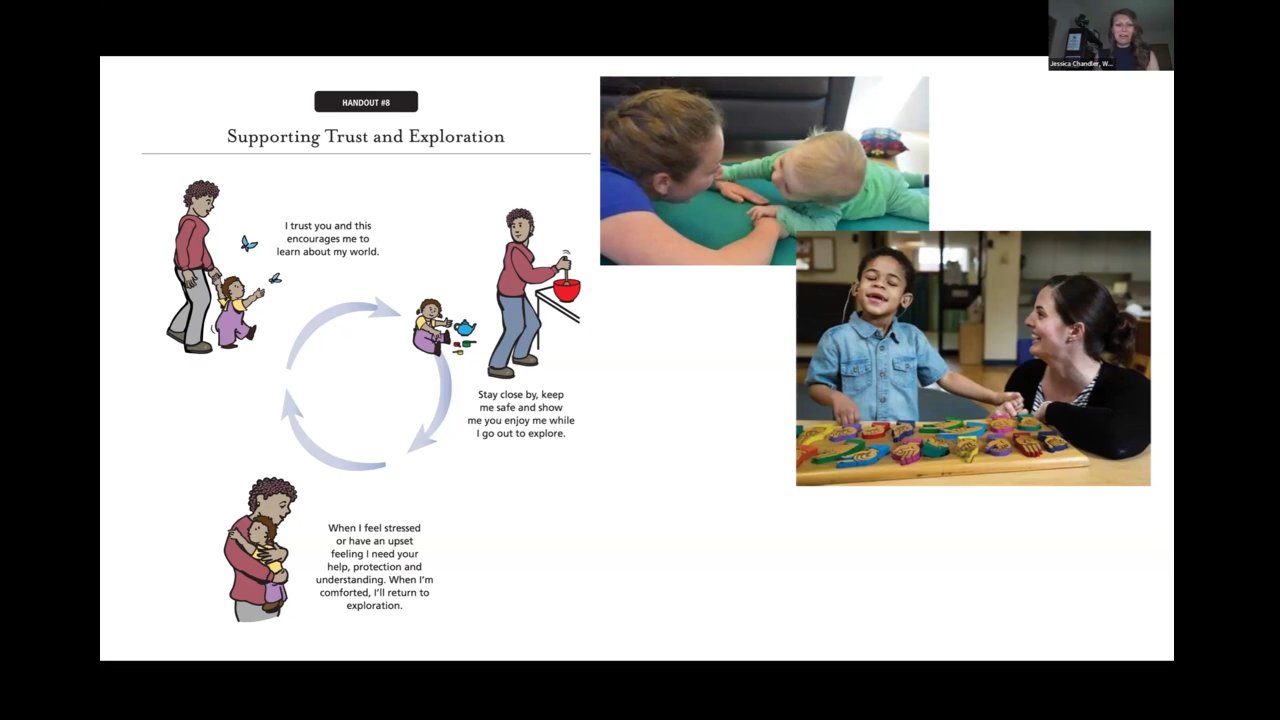 Jessica Chandler, W...
HANDOUT #8
Supporting Trust and Exploration
I trust you and this
encourages me to
learn about my world.
Stay close by, keep
me safe and show
me you enjoy me while
I go out to explore.
When I feel stressed
or have an upset
feeling I need your
help, protection and
understanding. When I'm
comforted, I'll return to
exploration.